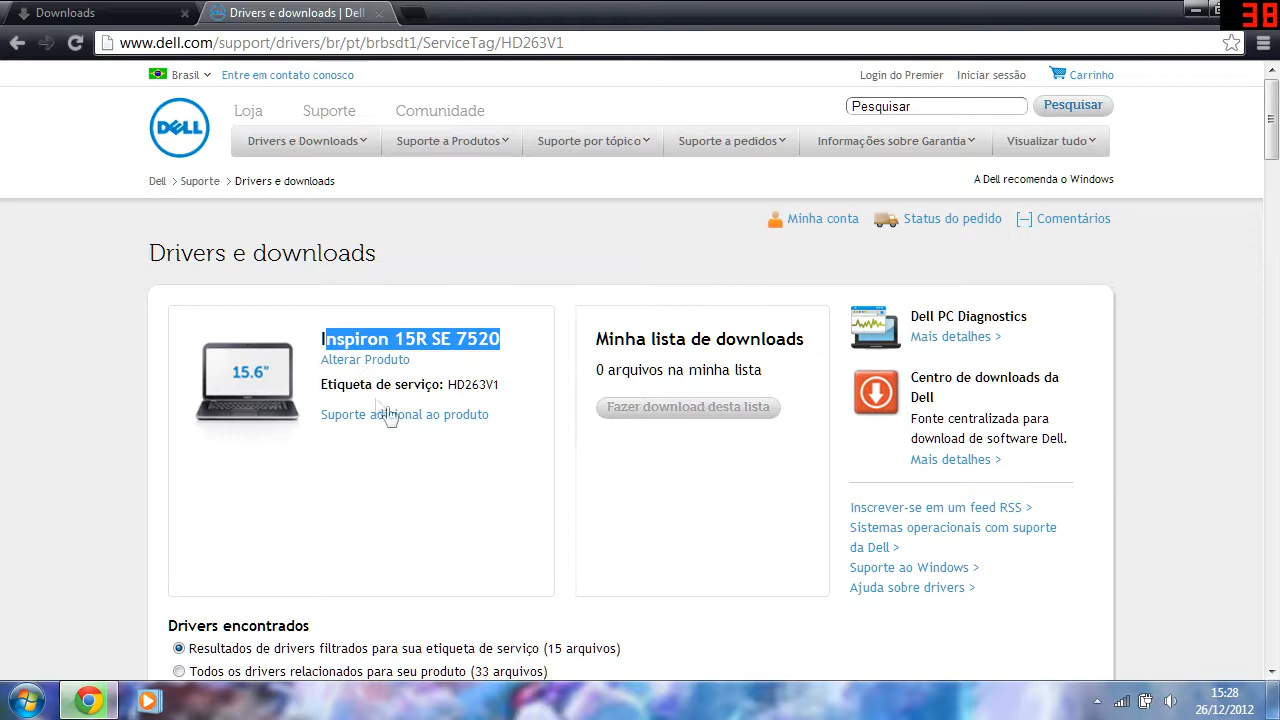 Downloads
Drivers e downloads | Dell
38
www.dell.com/support/drivers/br/pt/brbsdt1/ServiceTag/HD263V1
Brasil
Entre em contato conosco
Login do Premier
Iniciar sessão
Carrinho
DELL
Loja
Suporte
Comunidade
Pesquisar
Pesquisar
Drivers e Downloads
Suporte a Produtos
Suporte por tópico
Suporte a pedidos
Informações sobre Garantia
Visualizar tudo
Dell > Suporte > Drivers e downloads
A Dell recomenda o Windows
Minha conta
Status do pedido
Comentários
Drivers e downloads
15.6"
Inspiron 15R SE 7520
Alterar Produto
Etiqueta de serviço: HD263V1
Suporte adicional ao produto
Minha lista de downloads
0 arquivos na minha lista
Fazer download desta lista
Dell PC Diagnostics
Mais detalhes >
Centro de downloads da
Dell
Fonte centralizada para
download de software Dell.
Mais detalhes >
Inscrever-se em um feed RSS >
Sistemas operacionais com suporte
da Dell >
Suporte ao Windows >
Ajuda sobre drivers >
Drivers encontrados
Resultados de drivers filtrados para sua etiqueta de serviço (15 arquivos)
Todos os drivers relacionados para seu produto (33 arquivos)
15:28
26/12/2012